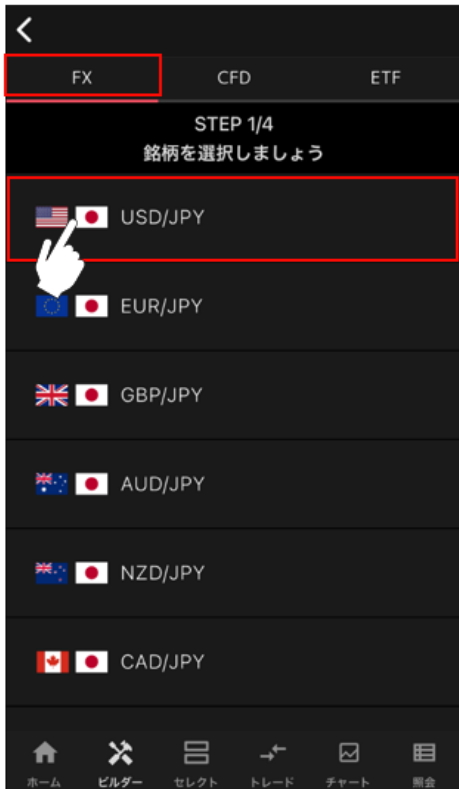 FX CFD ETF
STEP 1/4
銘柄を選択しましょう
USD/JPY
EUR/JPY
GBP/JPY
AUD/JPY
NZD/JPY
CAD/JPY
ホーム ビルダー セレクト トレード チャート 照会